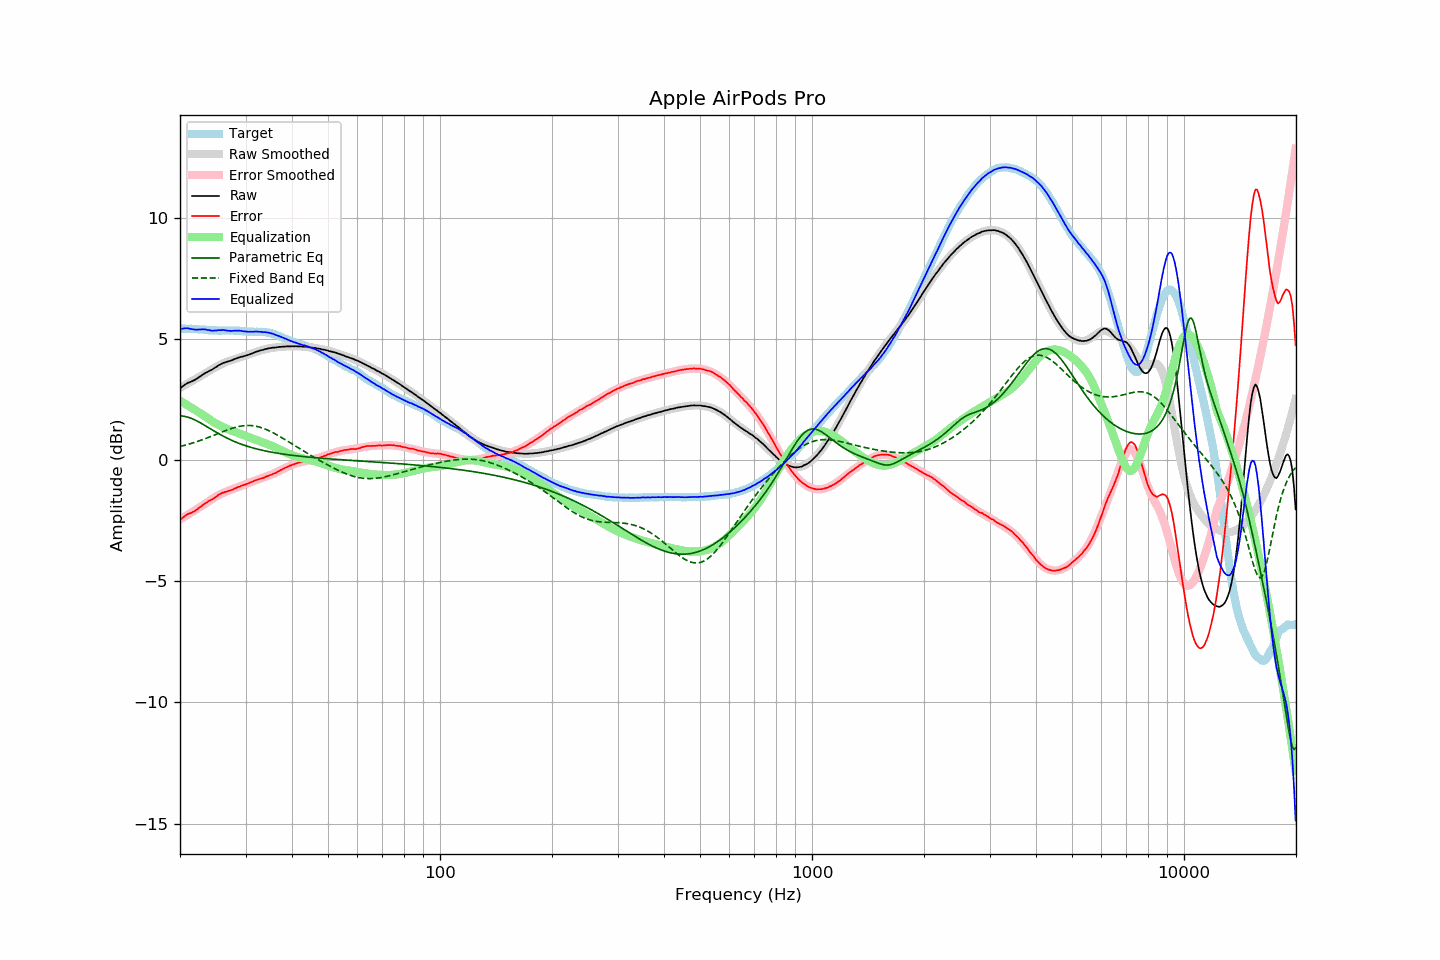 Apple AirPods Pro
Target
Raw Smoothed
Error Smoothed
Raw
Error
Equalization
Parametric Eq
Fixed Band Eq
Equalized
10
5
0
−5
−10
−15
Amplitude (dBr)
100
1000
10000
Frequency (Hz)